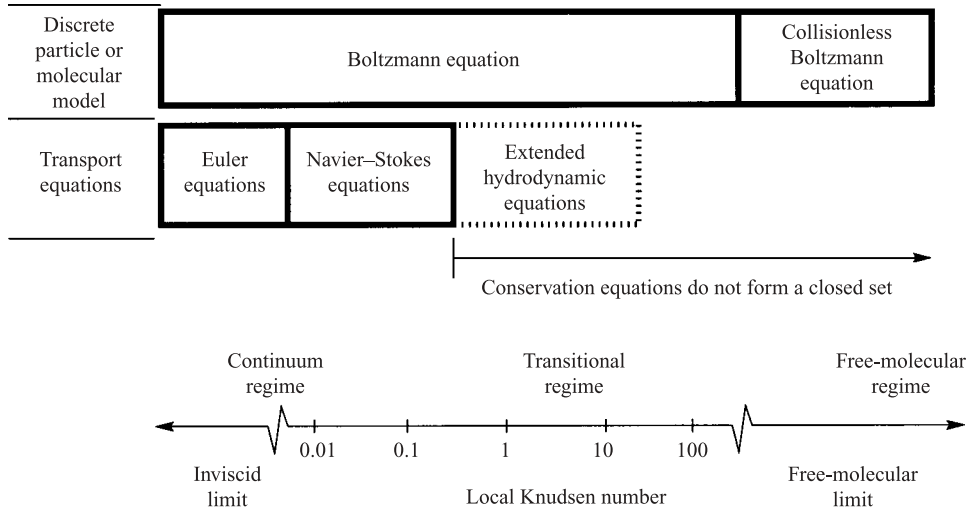 Discrete
particle or
molecular
model
Boltzmann equation
Collisionless
Boltzmann
equation
Transport
equations
Euler
equations
Navier–Stokes
equations
Extended
hydrodynamic
equations
Conservation equations do not form a closed set
Continuum
regime
Transitional
regime
Free-molecular
regime
0.01
0.1
1
10
100
Inviscid
limit
Local Knudsen number
Free-molecular
limit